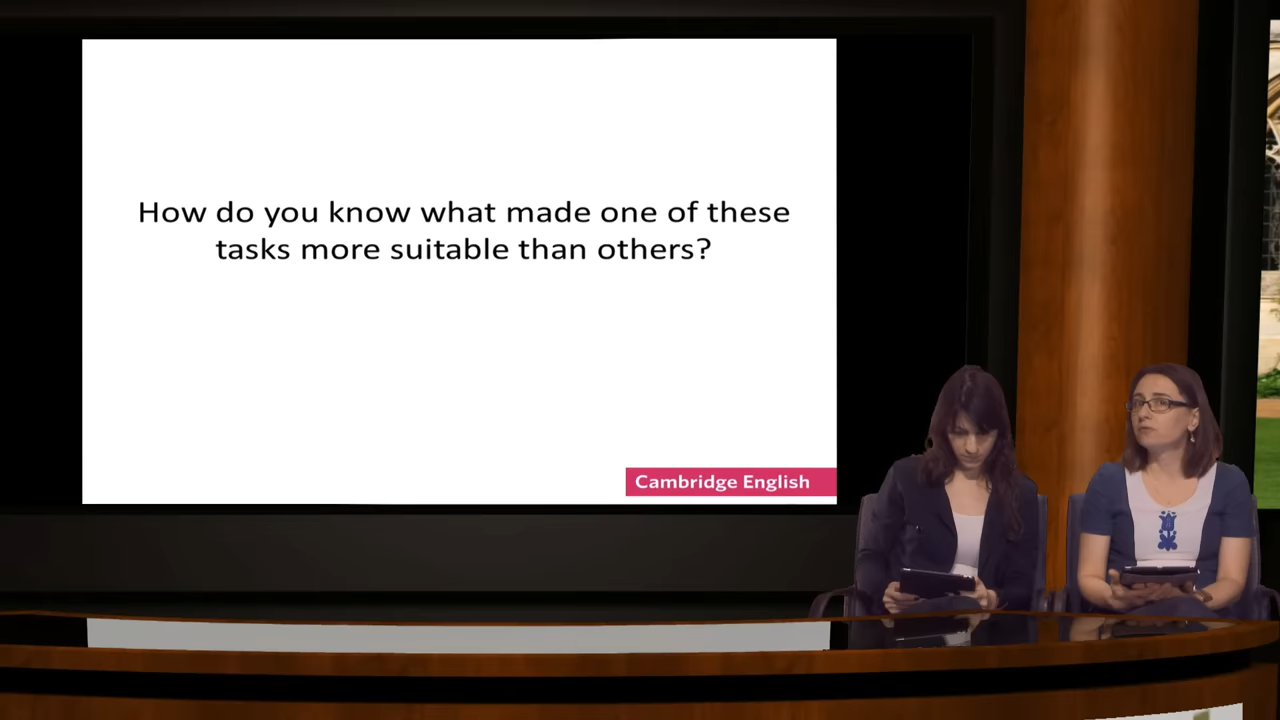 How do you know what made one of these
tasks more suitable than others?
Cambridge English